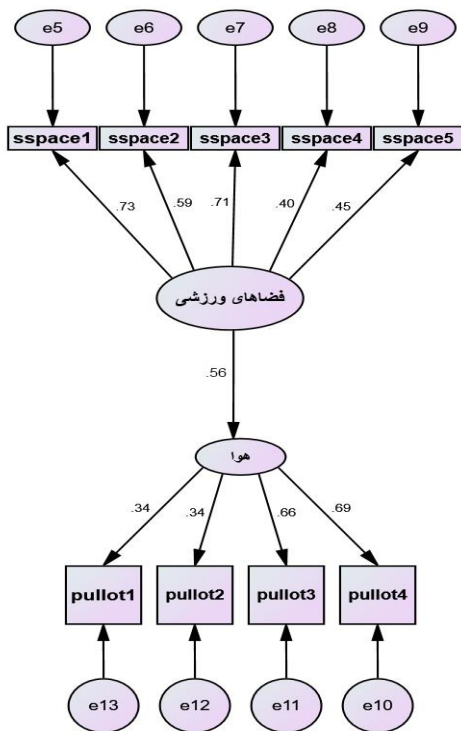 e5 e6 e7 e8 e9
sspace1 sspace2 sspace3 sspace4 sspace5
.73 .59 .71 .40 .45
فضاهای ورزشی
.56
هوا
.34 .34 .66 .69
pullot1 pullot2 pullot3 pullot4
e13 e12 e11 e10